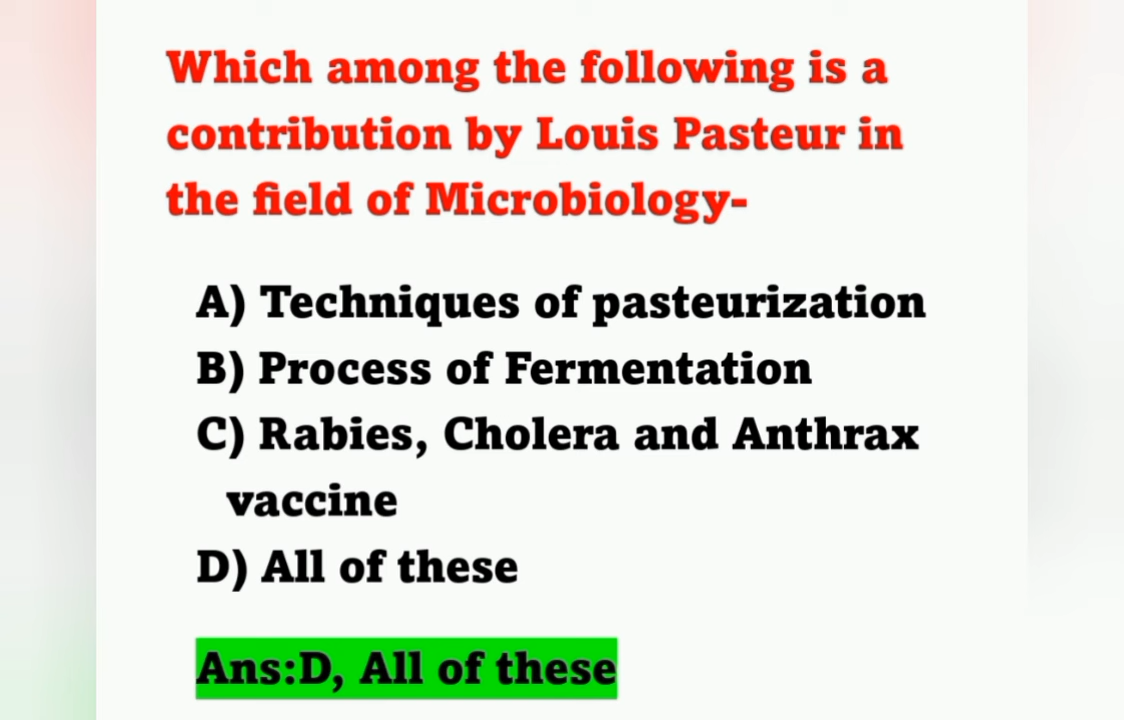 Which among the following is a
contribution by Louis Pasteur in
the field of Microbiology-
A) Techniques of pasteurization
B) Process of Fermentation
C) Rabies, Cholera and Anthrax
vaccine
D) All of these
Ans:D, All of these